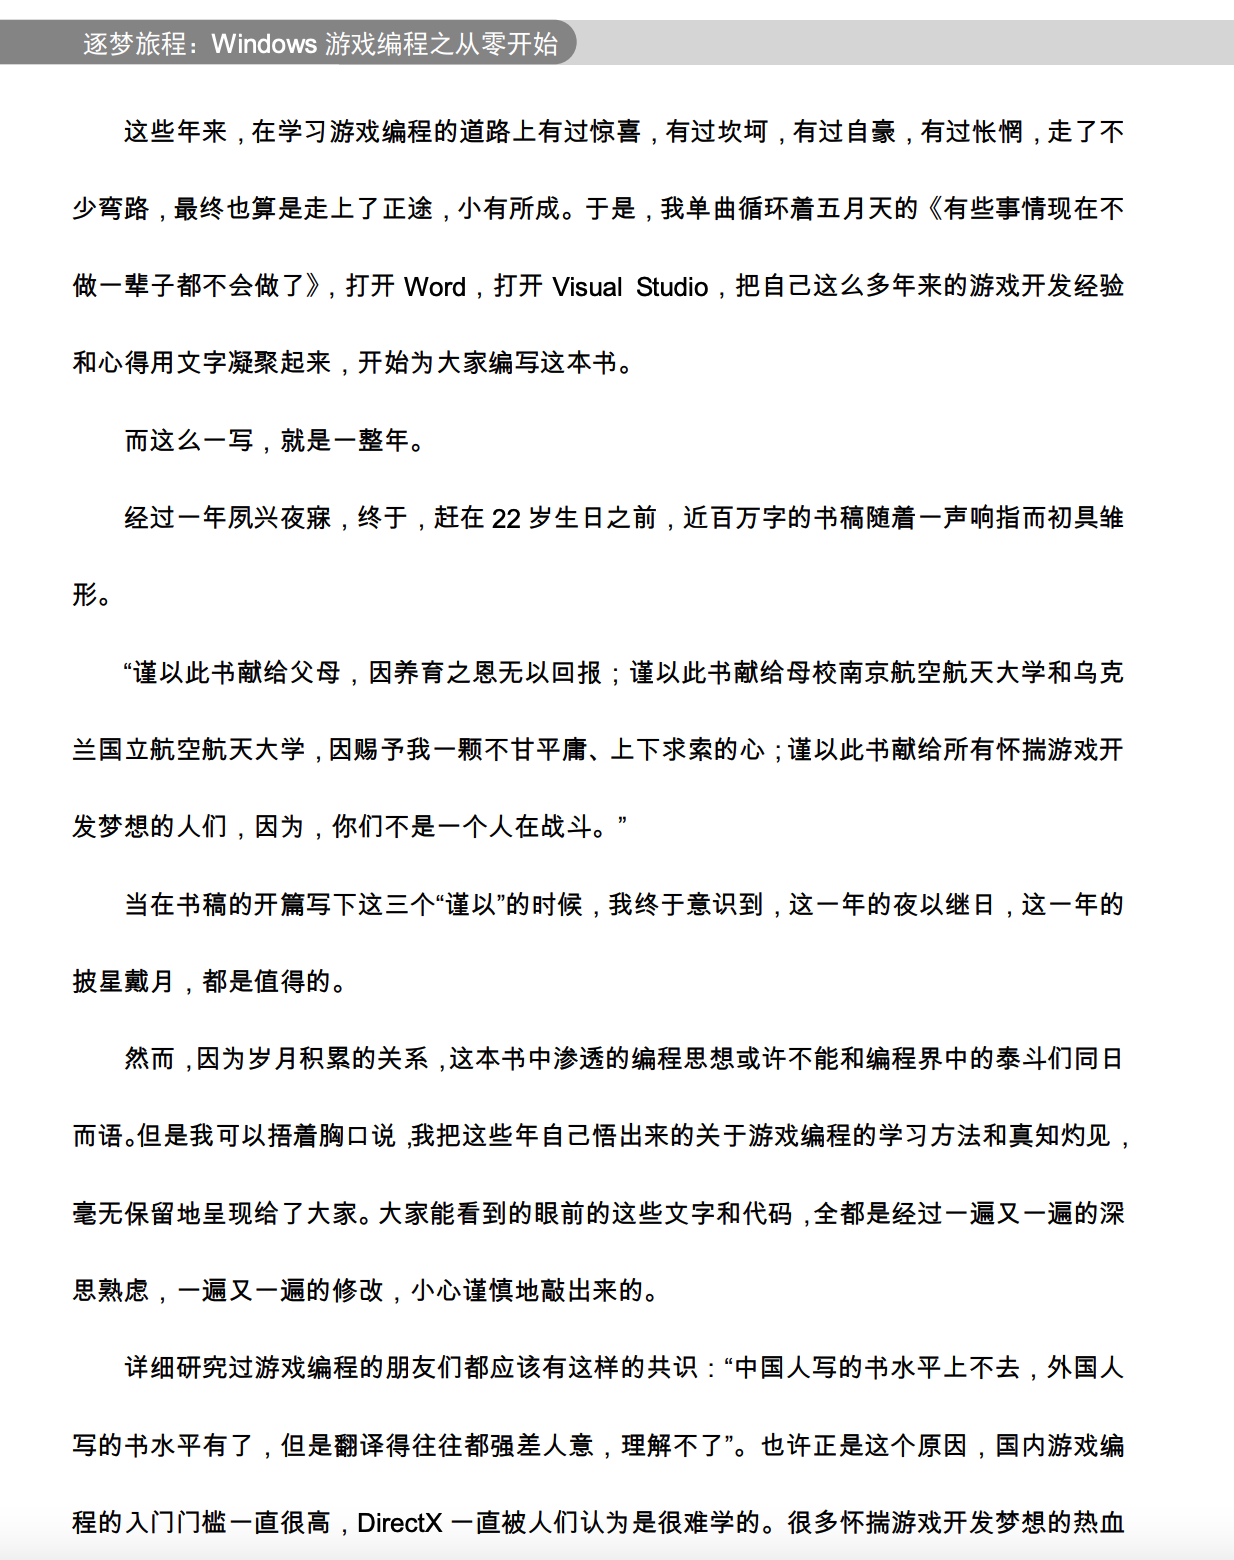 逐梦旅程：Windows 游戏编程之从零开始
这些年来，在学习游戏编程的道路上有过惊喜，有过坎坷，有过自豪，有过怅惘，走了不
少弯路，最终也算是走上了正途，小有所成。于是，我单曲循环着五月天的《有些事情现在不
做一辈子都不会做了》，打开 Word，打开 Visual Studio，把自己这么多年来的游戏开发经验
和心得用文字凝聚起来，开始为大家编写这本书。
而这么一写，就是一整年。
经过一年夙兴夜寐，终于，赶在 22 岁生日之前，近百万字的书稿随着一声响指而初具雏
形。
“谨以此书献给父母，因养育之恩无以回报；谨以此书献给母校南京航空航天大学和乌克
兰国立航空航天大学，因赐予我一颗不甘平庸、上下求索的心；谨以此书献给所有怀揣游戏开
发梦想的人们，因为，你们不是一个人在战斗。”
当在书稿的开篇写下这三个“谨以”的时候，我终于意识到，这一年的夜以继日，这一年的
披星戴月，都是值得的。
然而，因为岁月积累的关系，这本书中渗透的编程思想或许不能和编程界中的泰斗们同日
而语。但是我可以捂着胸口说，我把这些年自己悟出来的关于游戏编程的学习方法和真知灼见，
毫无保留地呈现给了大家。大家能看到的眼前的这些文字和代码，全都是经过一遍又一遍的深
思熟虑，一遍又一遍的修改，小心谨慎地敲出来的。
详细研究过游戏编程的朋友们都应该有这样的共识：“中国人写的书水平上不去，外国人
写的书水平有了，但是翻译得往往都强差人意，理解不了”。也许正是这个原因，国内游戏编
程的入门门槛一直很高，DirectX 一直被人们认为是很难学的。很多怀揣游戏开发梦想的热血